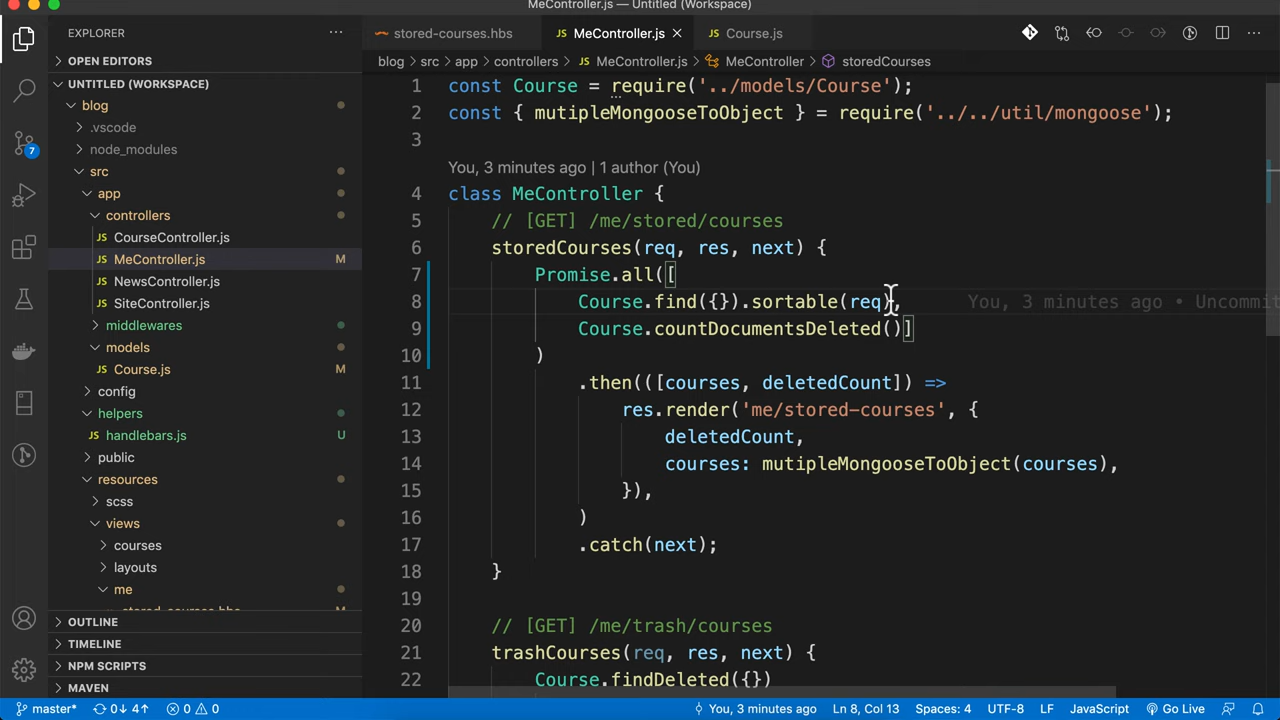 MeController.js — Untitled (Workspace)
EXPLORER
stored-courses.hbs
MeController.js
Course.js
OPEN EDITORS
UNTITLED (WORKSPACE)
blog
.vscode
node_modules
src
app
controllers
CourseController.js
MeController.js M
NewsController.js
SiteController.js
middlewares
models
Course.js M
config
helpers
handlebars.js U
public
resources
scss
views
courses
layouts
me
stored-courses.hbs M
OUTLINE
TIMELINE
NPM SCRIPTS
MAVEN
7
blog > src > app > controllers > MeController.js > MeController > storedCourses
1 const Course = require('../models/Course');
2 const { mutipleMongooseToObject } = require('../../util/mongoose');
3
You, 3 minutes ago | 1 author (You)
4 class MeController {
5 // [GET] /me/stored/courses
6 storedCourses(req, res, next) {
7 Promise.all([
8 Course.find({}).sortable(req), You, 3 minutes ago • Uncommit
9 Course.countDocumentsDeleted()]
10 )
11 .then(([courses, deletedCount]) =>
12 res.render('me/stored-courses', {
13 deletedCount,
14 courses: mutipleMongooseToObject(courses),
15 }),
16 )
17 .catch(next);
18 }
19
20 // [GET] /me/trash/courses
21 trashCourses(req, res, next) {
22 Course.findDeleted({})
master* 0↓ 4↑ 0 0 You, 3 minutes ago Ln 8, Col 13 Spaces: 4 UTF-8 LF JavaScript Go Live